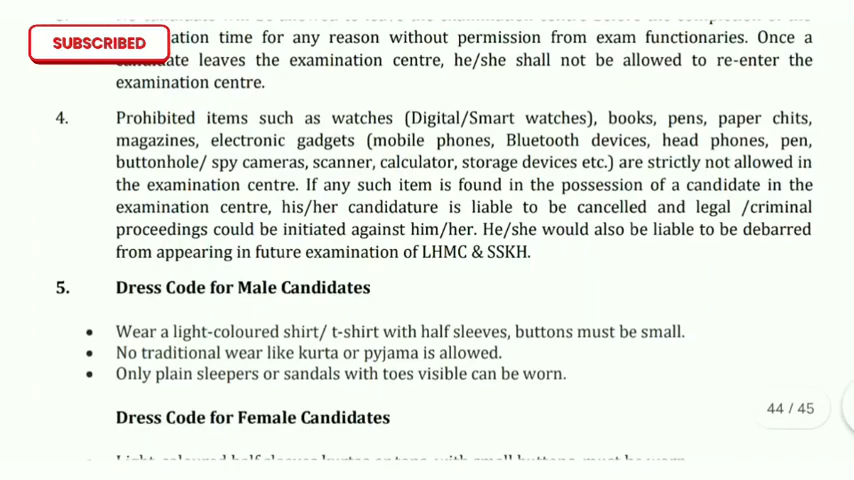 SUBSCRIBED
ation time for any reason without permission from exam functionaries. Once a
ate leaves the examination centre, he/she shall not be allowed to re-enter the
examination centre.
4. Prohibited items such as watches (Digital/Smart watches), books, pens, paper chits,
magazines, electronic gadgets (mobile phones, Bluetooth devices, head phones, pen,
buttonhole/ spy cameras, scanner, calculator, storage devices etc.) are strictly not allowed in
the examination centre. If any such item is found in the possession of a candidate in the
examination centre, his/her candidature is liable to be cancelled and legal /criminal
proceedings could be initiated against him/her. He/she would also be liable to be debarred
from appearing in future examination of LHMC & SSKH.
5. Dress Code for Male Candidates
• Wear a light-coloured shirt/ t-shirt with half sleeves, buttons must be small.
• No traditional wear like kurta or pyjama is allowed.
• Only plain sleepers or sandals with toes visible can be worn.
44 / 45
Dress Code for Female Candidates